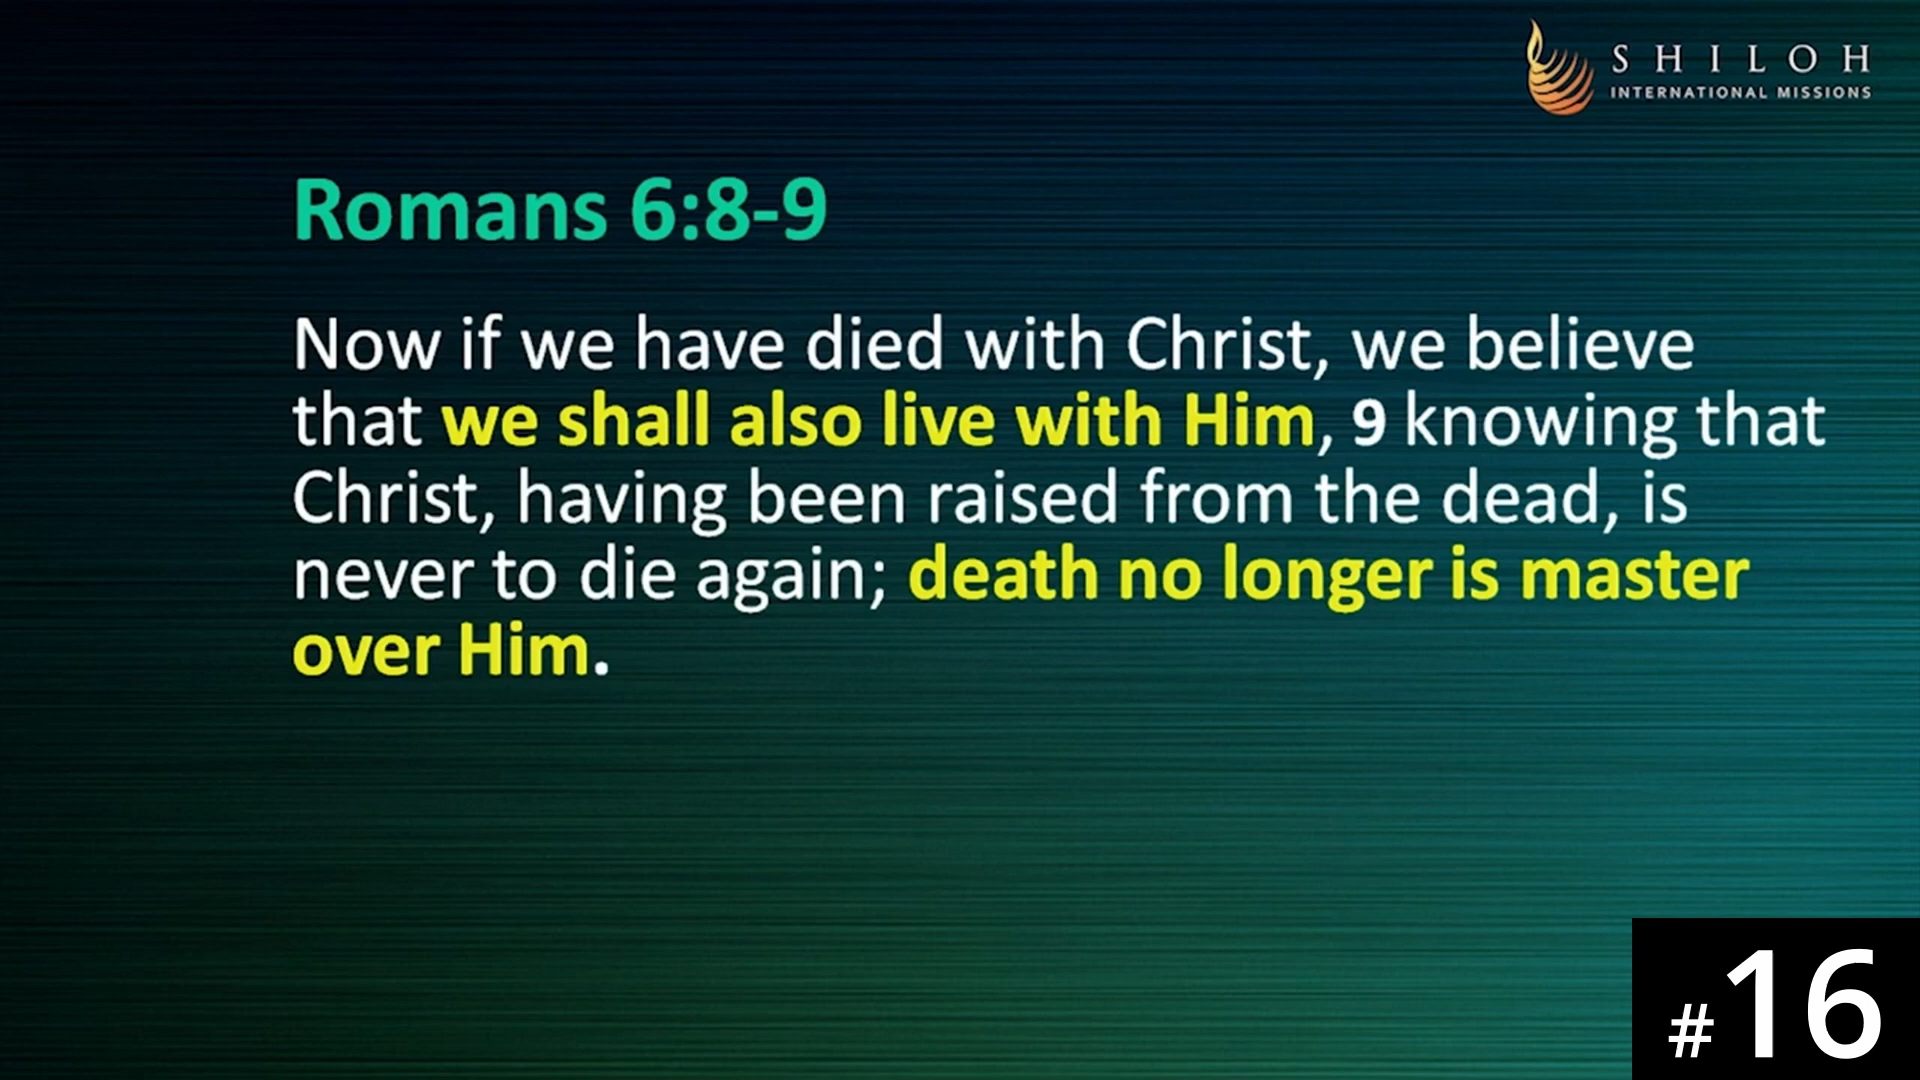 SHILOH
INTERNATIONAL MISSIONS
Romans 6:8-9
Now if we have died with Christ, we believe
that we shall also live with Him, 9 knowing that
Christ, having been raised from the dead, is
never to die again; death no longer is master
over Him.
#16